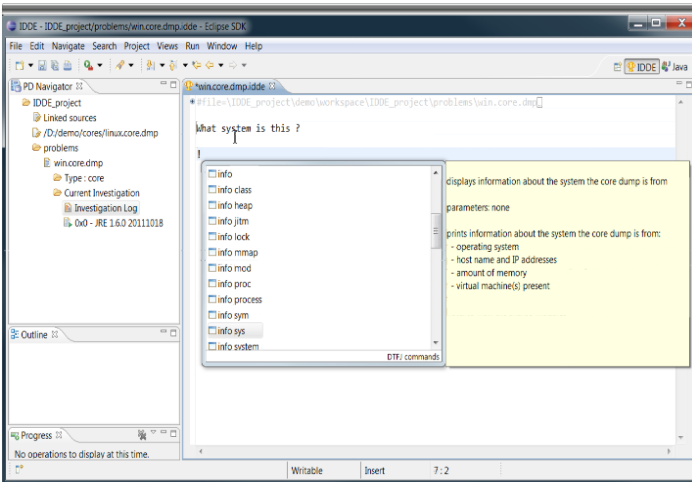 IDDE - IDDE_project/problems/win.core.dmp.idde - Eclipse SDK
File Edit Navigate Search Project Views Run Window Help
IDDE Java
PD Navigator
IDDE_project
Linked sources
/D:/demo/cores/linux.core.dmp
problems
win.core.dmp
Type : core
Current Investigation
Investigation Log
0x0 - JRE 1.6.0 20111018
Outline
Progress
No operations to display at this time.
*win.core.dmp.idde
*#file=\IDDE_project\demo\workspace\IDDE_project\problems\win.core.dmp
What system is this ?
!
info
info class
info heap
info jitm
info lock
info mmap
info mod
info proc
info process
info sym
info sys
info system
DTFJ commands
displays information about the system the core dump is from
parameters: none
prints information about the system the core dump is from:
- operating system
- host name and IP addresses
- amount of memory
- virtual machine(s) present
Writable Insert 7 : 2